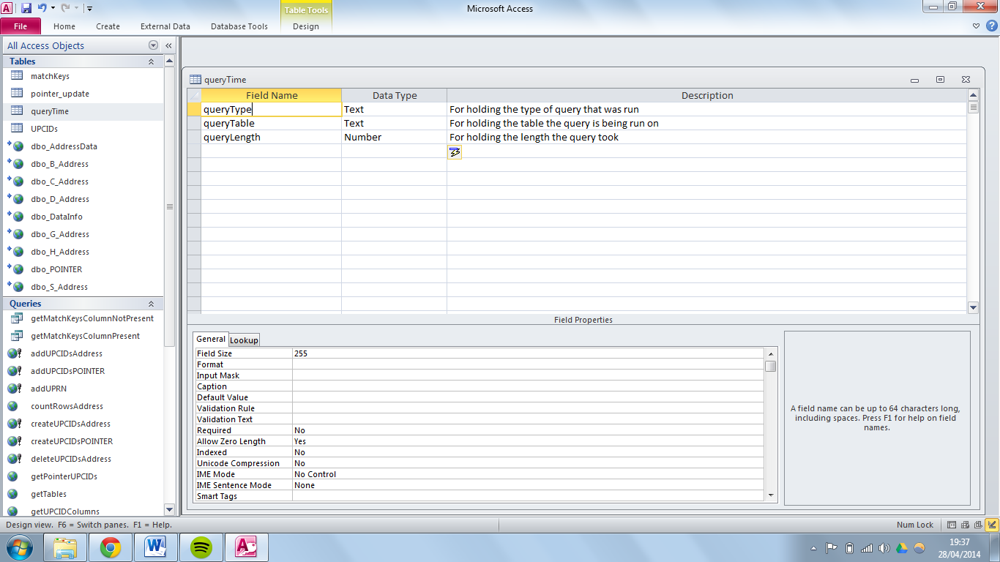 Table Tools
Microsoft Access
File Home Create External Data Database Tools Design
All Access Objects
Tables
matchKeys
pointer_update
queryTime
UPCIDs
dbo_AddressData
dbo_B_Address
dbo_C_Address
dbo_D_Address
dbo_DataInfo
dbo_G_Address
dbo_H_Address
dbo_POINTER
dbo_S_Address
Queries
getMatchKeysColumnNotPresent
getMatchKeysColumnPresent
addUPCIDsAddress
addUPCIDsPOINTER
addUPRN
countRowsAddress
createUPCIDsAddress
createUPCIDsPOINTER
deleteUPCIDsAddress
getPointerUPCIDs
getTables
getUPCIDColumns
queryTime
Field Name Data Type Description
queryType Text For holding the type of query that was run
queryTable Text For holding the table the query is being run on
queryLength Number For holding the length the query took
Field Properties
General Lookup
Field Size 255
Format
Input Mask
Caption
Default Value
Validation Rule
Validation Text
Required No
Allow Zero Length Yes
Indexed No
Unicode Compression No
IME Mode No Control
IME Sentence Mode None
Smart Tags
A field name can be up to 64 characters long,
including spaces. Press F1 for help on field
names.
Design view. F6 = Switch panes. F1 = Help.
Num Lock
19:37
28/04/2014